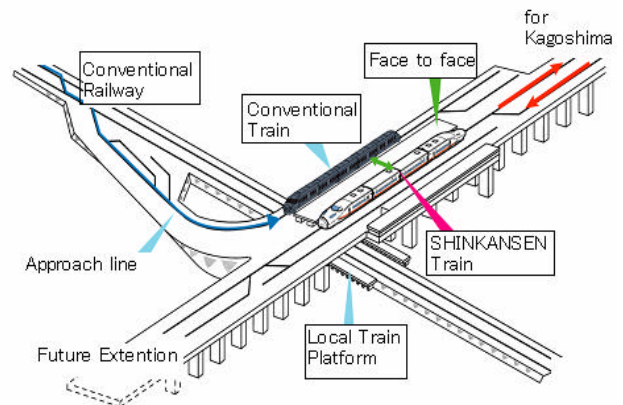 for
Kagoshima
Face to face
Conventional
Railway
Conventional
Train
Approach line
SHINKANSEN
Train
Local Train
Platform
Future Extention